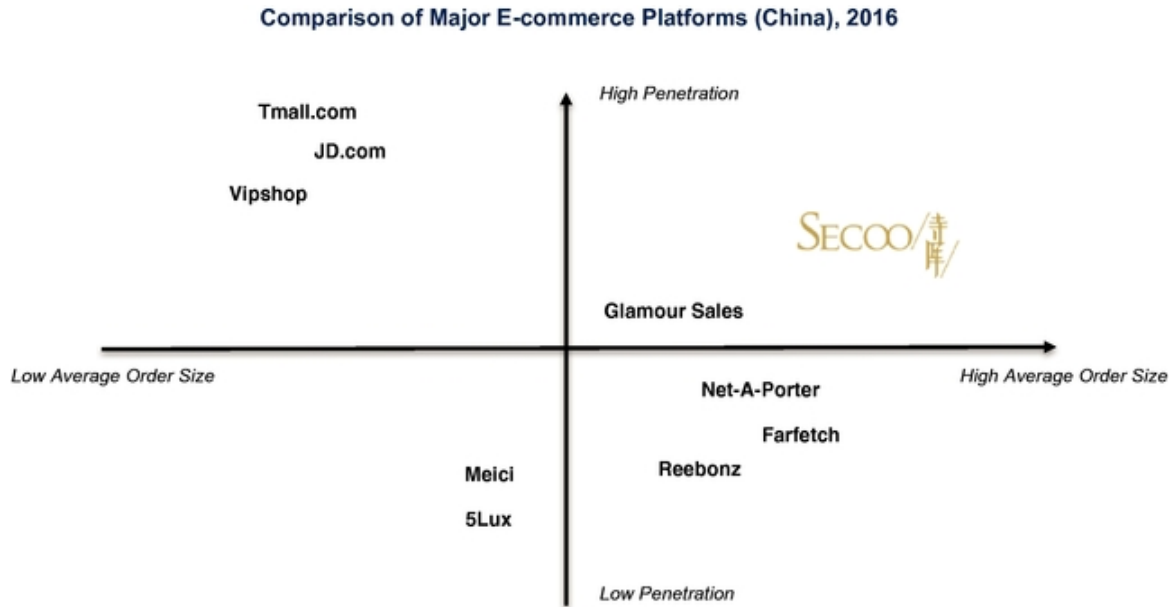 Comparison of Major E-commerce Platforms (China), 2016
High Penetration
Tmall.com
JD.com
Vipshop
SECOO 寺库
Glamour Sales
Low Average Order Size
High Average Order Size
Net-A-Porter
Farfetch
Reebonz
Meici
5Lux
Low Penetration